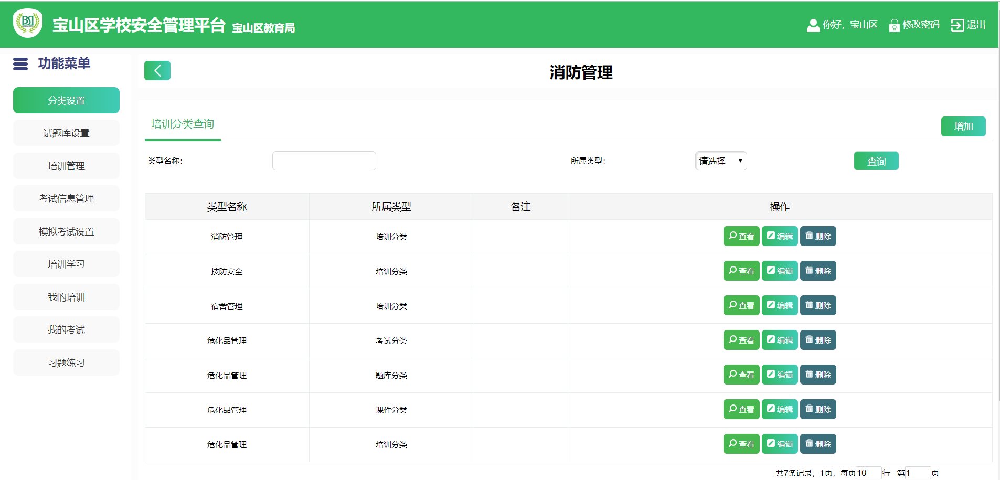 宝山区学校安全管理平台 宝山区教育局
你好，宝山区 修改密码 退出
功能菜单
分类设置
试题库设置
培训管理
考试信息管理
模拟考试设置
培训学习
我的培训
我的考试
习题练习
消防管理
培训分类查询
增加
类型名称： 所属类型： 请选择 查询
类型名称 所属类型 备注 操作
消防管理 培训分类 查看 编辑 删除
技防安全 培训分类 查看 编辑 删除
宿舍管理 培训分类 查看 编辑 删除
危化品管理 考试分类 查看 编辑 删除
危化品管理 题库分类 查看 编辑 删除
危化品管理 课件分类 查看 编辑 删除
危化品管理 培训分类 查看 编辑 删除
共7条记录，1页，每页10行 第1页